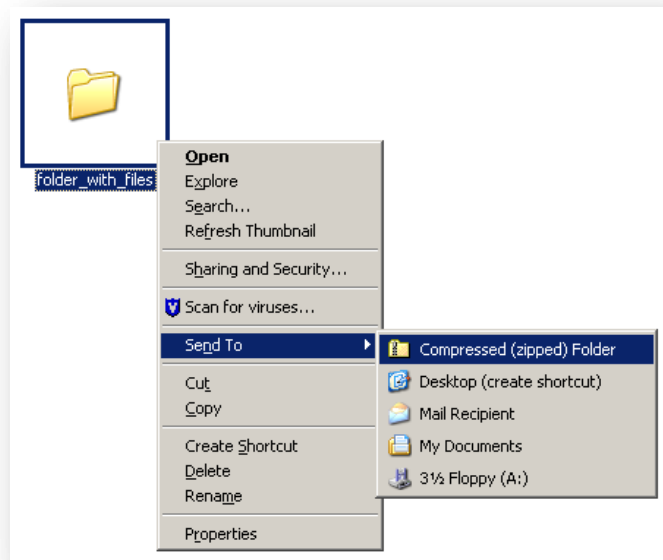 folder_with_files
Open
Explore
Search...
Refresh Thumbnail
Sharing and Security...
Scan for viruses...
Send To
Compressed (zipped) Folder
Desktop (create shortcut)
Mail Recipient
My Documents
3½ Floppy (A:)
Cut
Copy
Create Shortcut
Delete
Rename
Properties